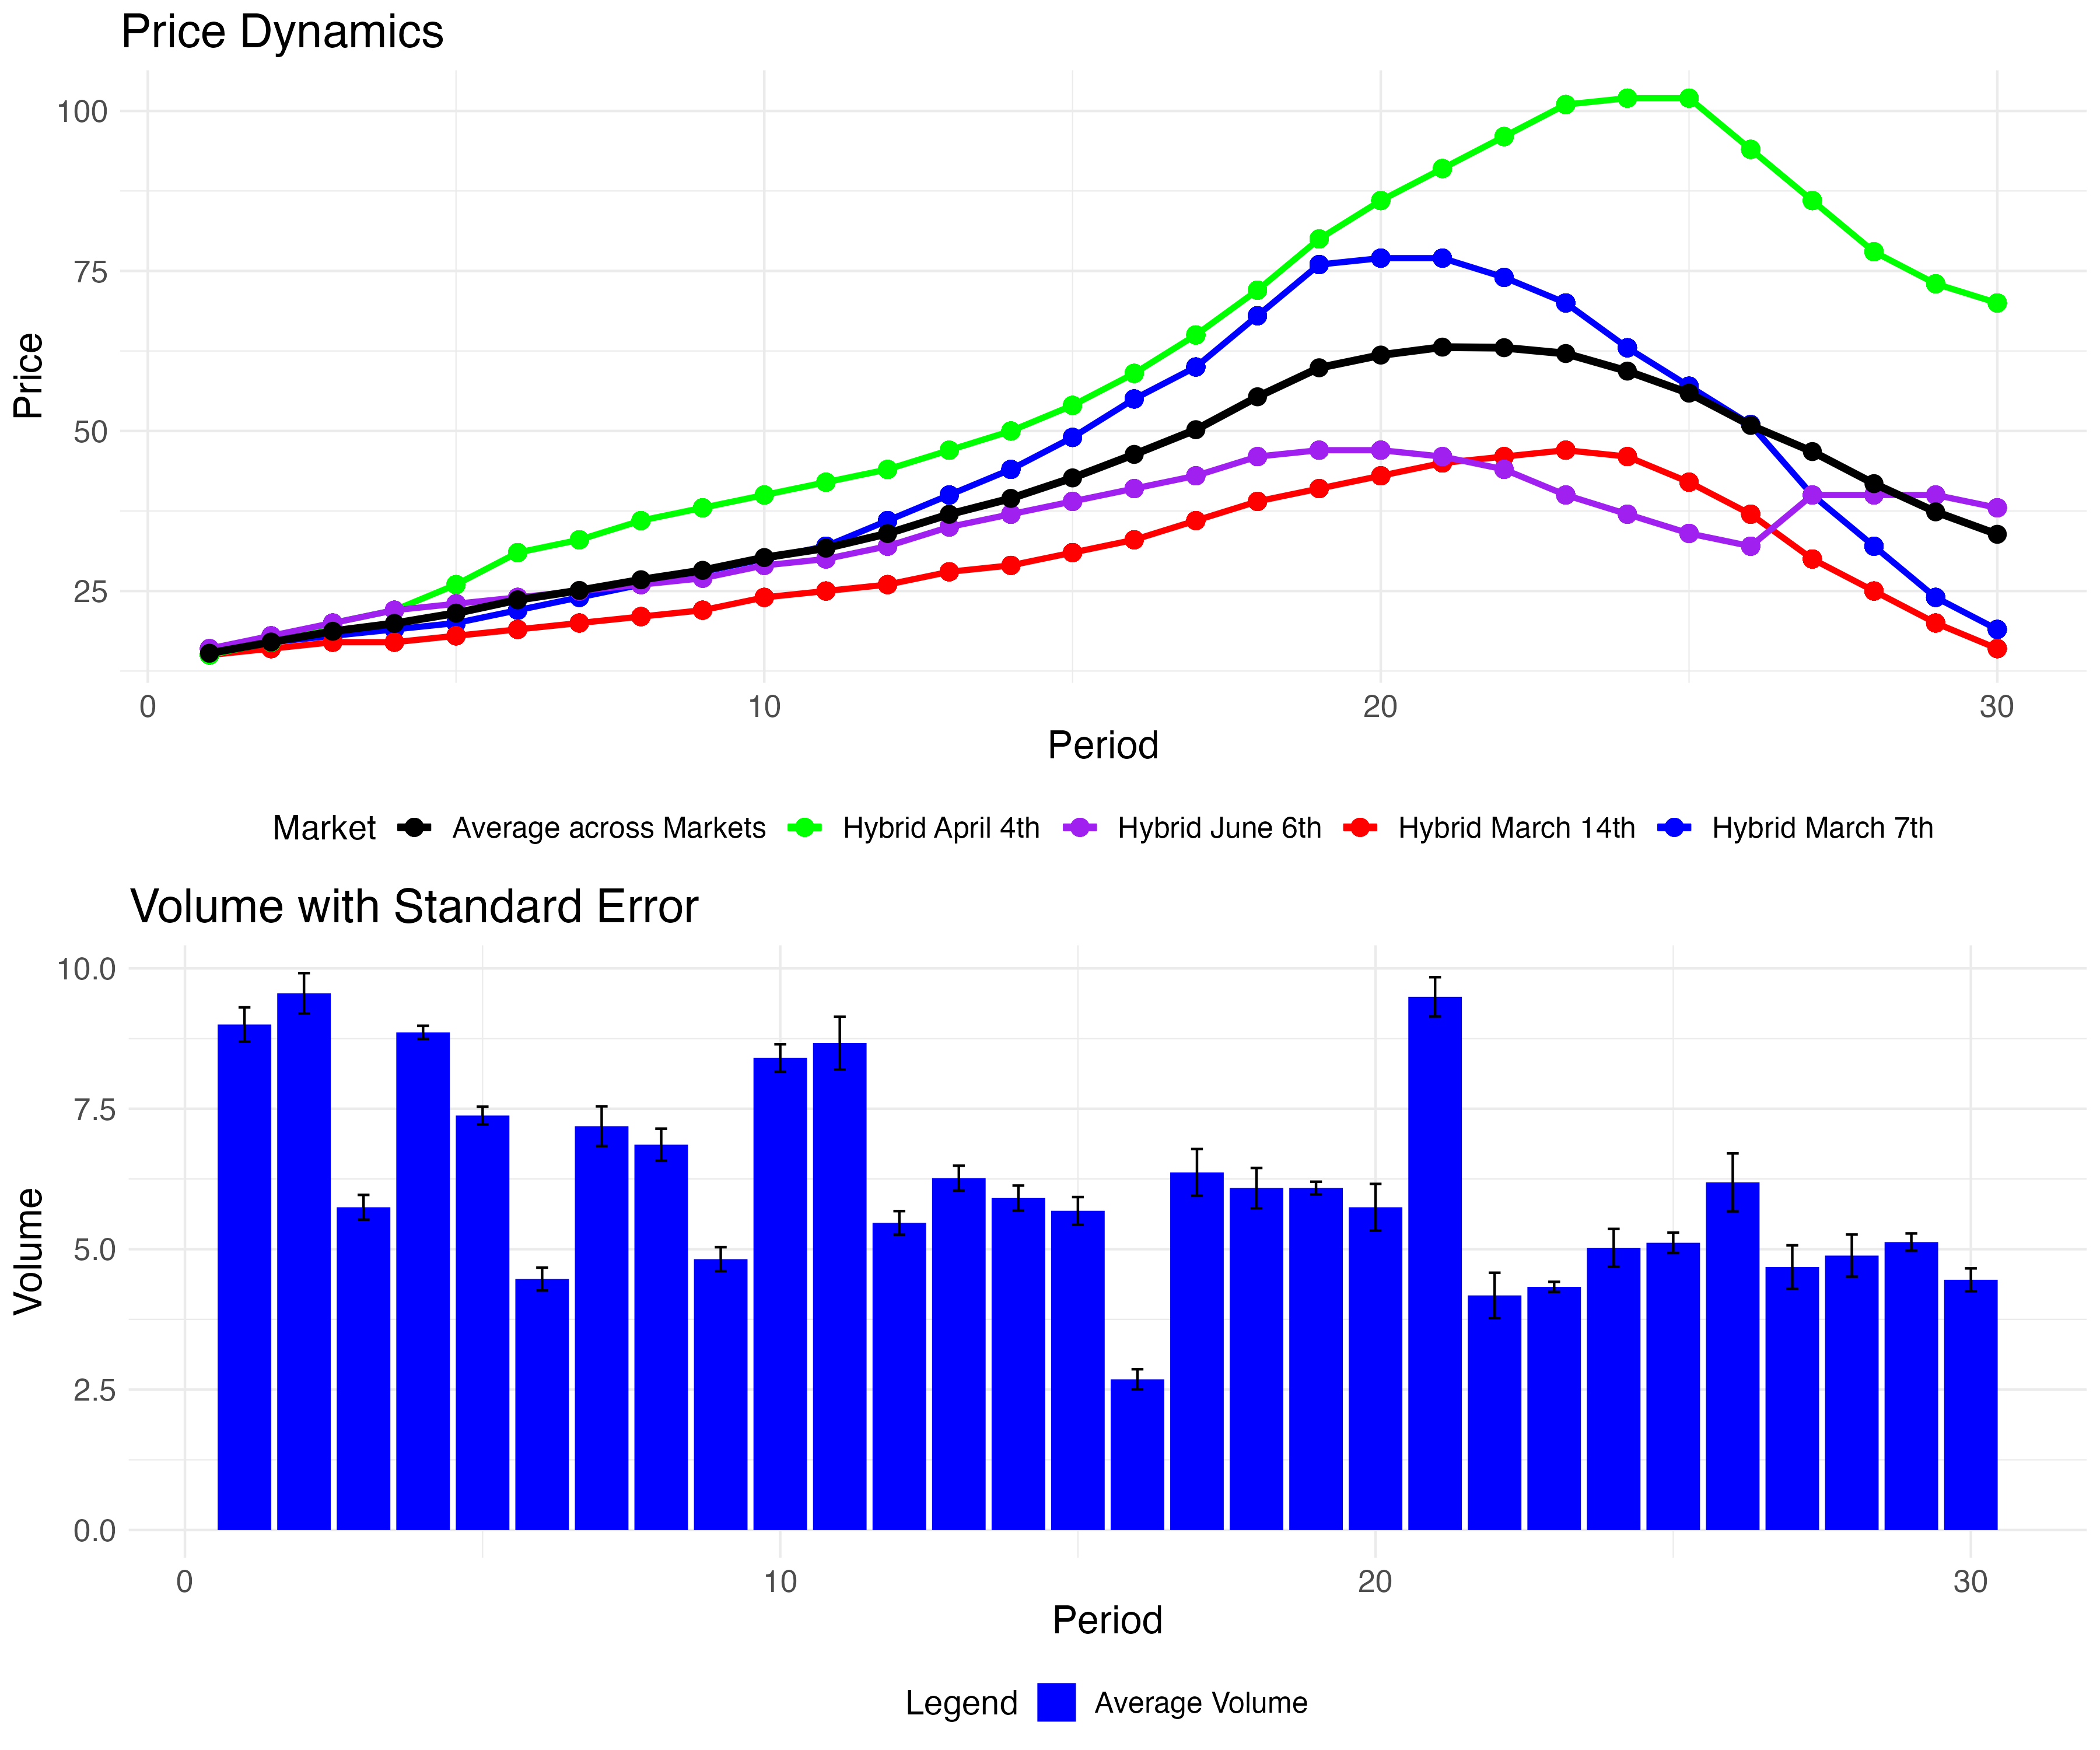 Price Dynamics
100
75
50
25
Price
0 10 20 30
Period
Market Average across Markets Hybrid April 4th Hybrid June 6th Hybrid March 14th Hybrid March 7th
Volume with Standard Error
10.0
7.5
5.0
2.5
0.0
Volume
0 10 20 30
Period
Legend Average Volume